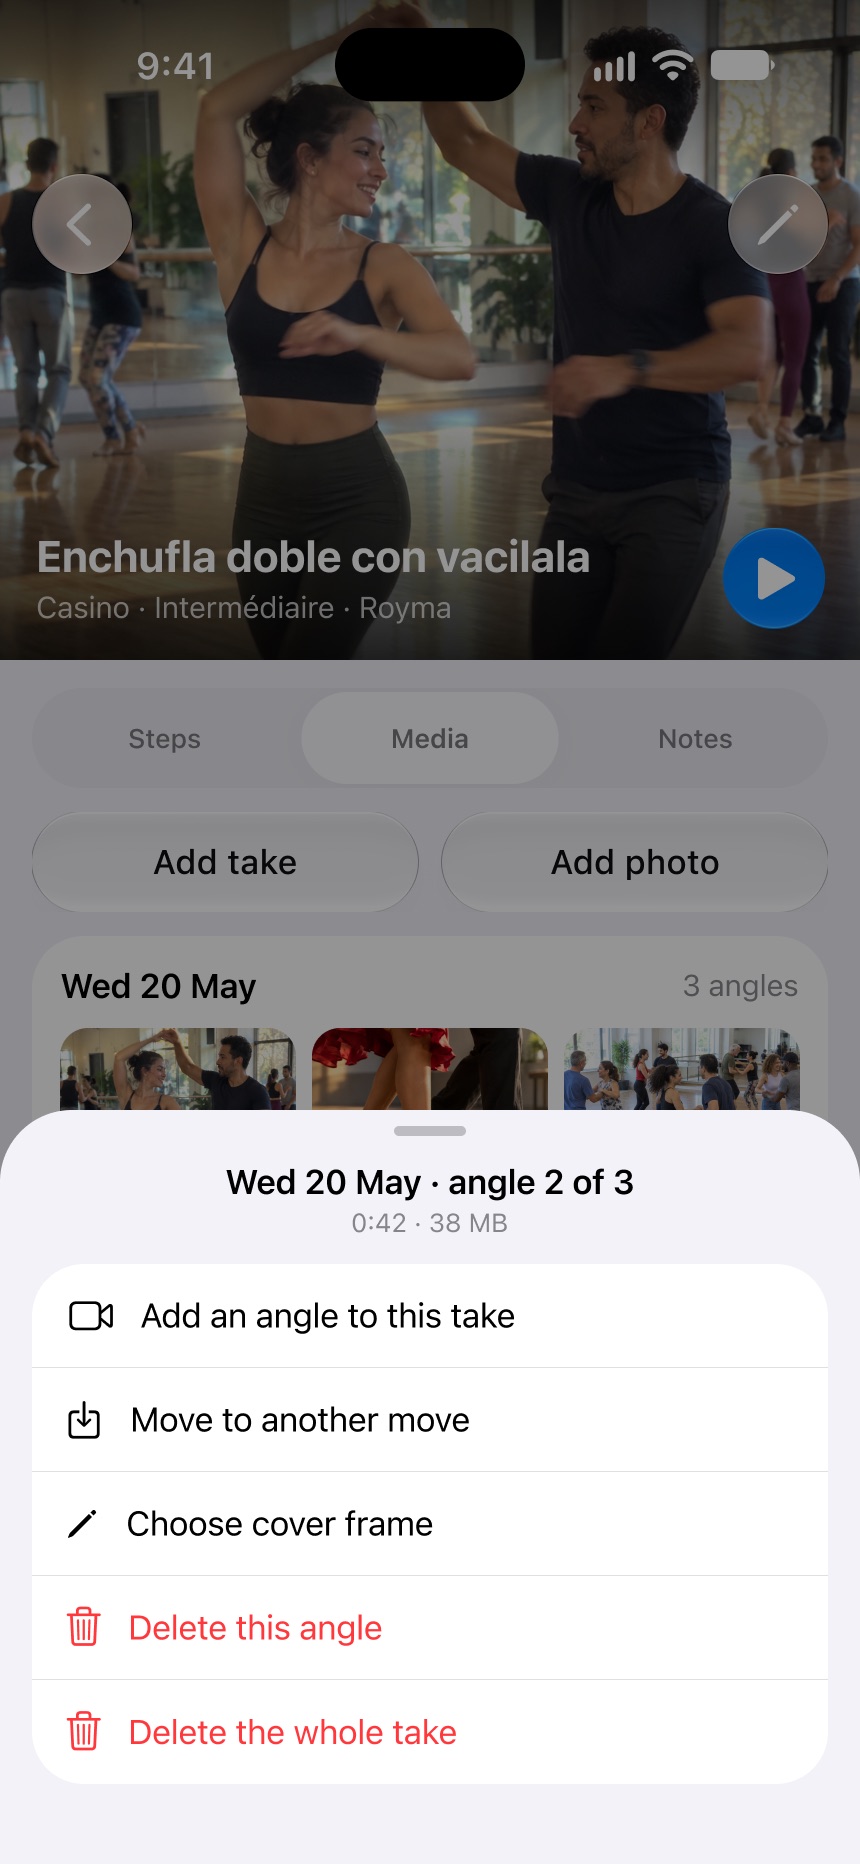 9:41
Enchufla doble con vacilala
Casino · Intermédiaire · Royma
Steps
Media
Notes
Add take
Add photo
Wed 20 May
3 angles
Wed 20 May · angle 2 of 3
0:42 · 38 MB
Add an angle to this take
Move to another move
Choose cover frame
Delete this angle
Delete the whole take